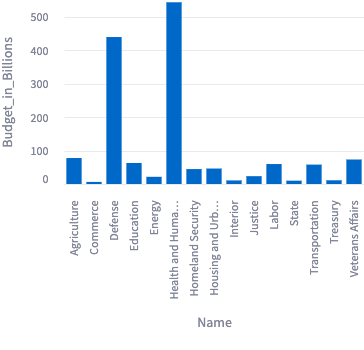 500
400
300
200
100
0
Budget_in_Billions
Agriculture
Commerce
Defense
Education
Energy
Health and Huma…
Homeland Security
Housing and Urb…
Interior
Justice
Labor
State
Transportation
Treasury
Veterans Affairs
Name